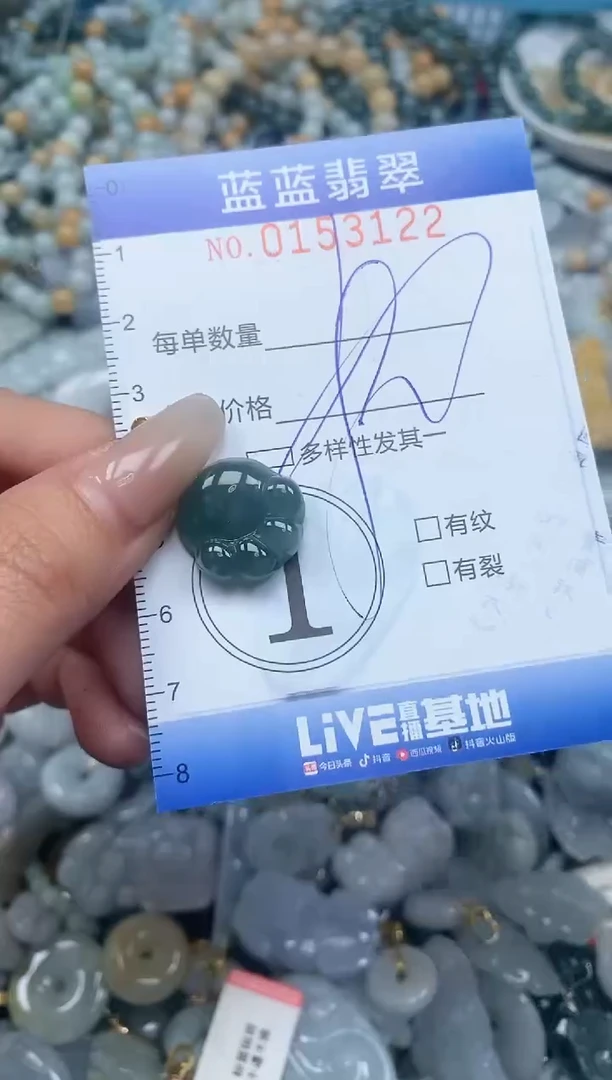 0
蓝蓝翡翠
NO.0153122
1
2
每单数量
3
价格
多样性发其一
有纹
有裂
1
6
7
LiVE直播基地
今日头条 抖音 西瓜视频 抖音火山版
8